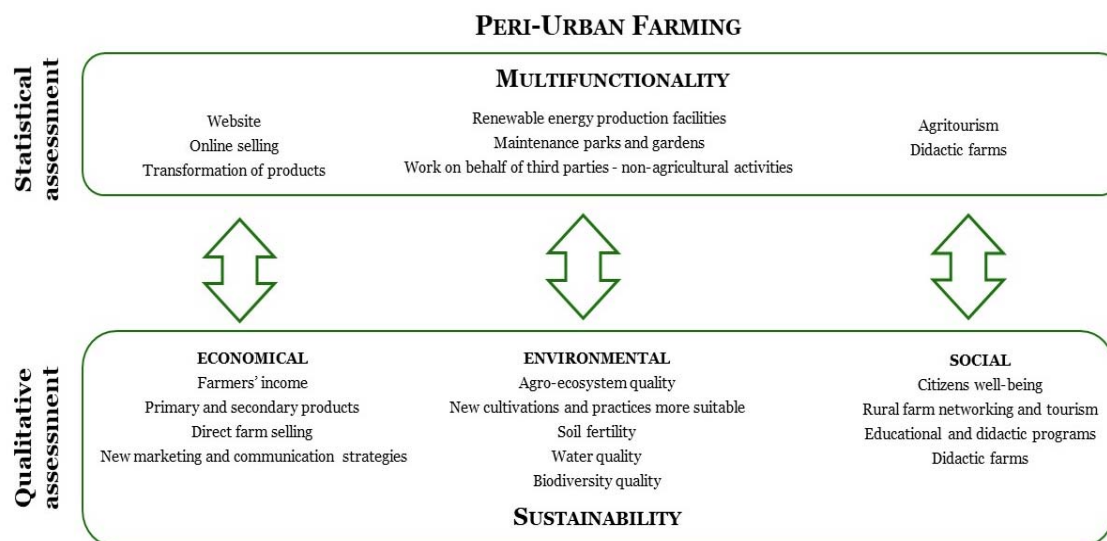 PERI-URBAN FARMING
Statistical
assessment
MULTIFUNCTIONALITY
Website
Online selling
Transformation of products
Renewable energy production facilities
Maintenance parks and gardens
Work on behalf of third parties - non-agricultural activities
Agritourism
Didactic farms
Qualitative
assessment
ECONOMICAL
Farmers' income
Primary and secondary products
Direct farm selling
New marketing and communication strategies
ENVIRONMENTAL
Agro-ecosystem quality
New cultivations and practices more suitable
Soil fertility
Water quality
Biodiversity quality
SOCIAL
Citizens well-being
Rural farm networking and tourism
Educational and didactic programs
Didactic farms
SUSTAINABILITY